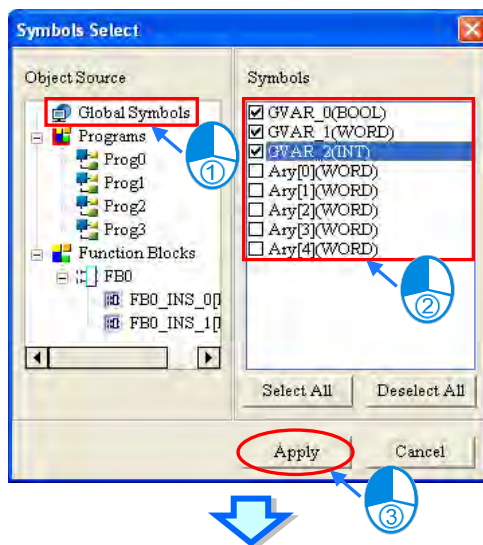 Symbols Select
Object Source
Symbols
Global Symbols
Programs
Prog0
Prog1
Prog2
Prog3
Function Blocks
FB0
FB0_INS_0[
FB0_INS_1[
GVAR_0(BOOL)
GVAR_1(WORD)
GVAR_2(INT)
Ary[0](WORD)
Ary[1](WORD)
Ary[2](WORD)
Ary[3](WORD)
Ary[4](WORD)
①
②
Select All
Deselect All
Apply
Cancel
③